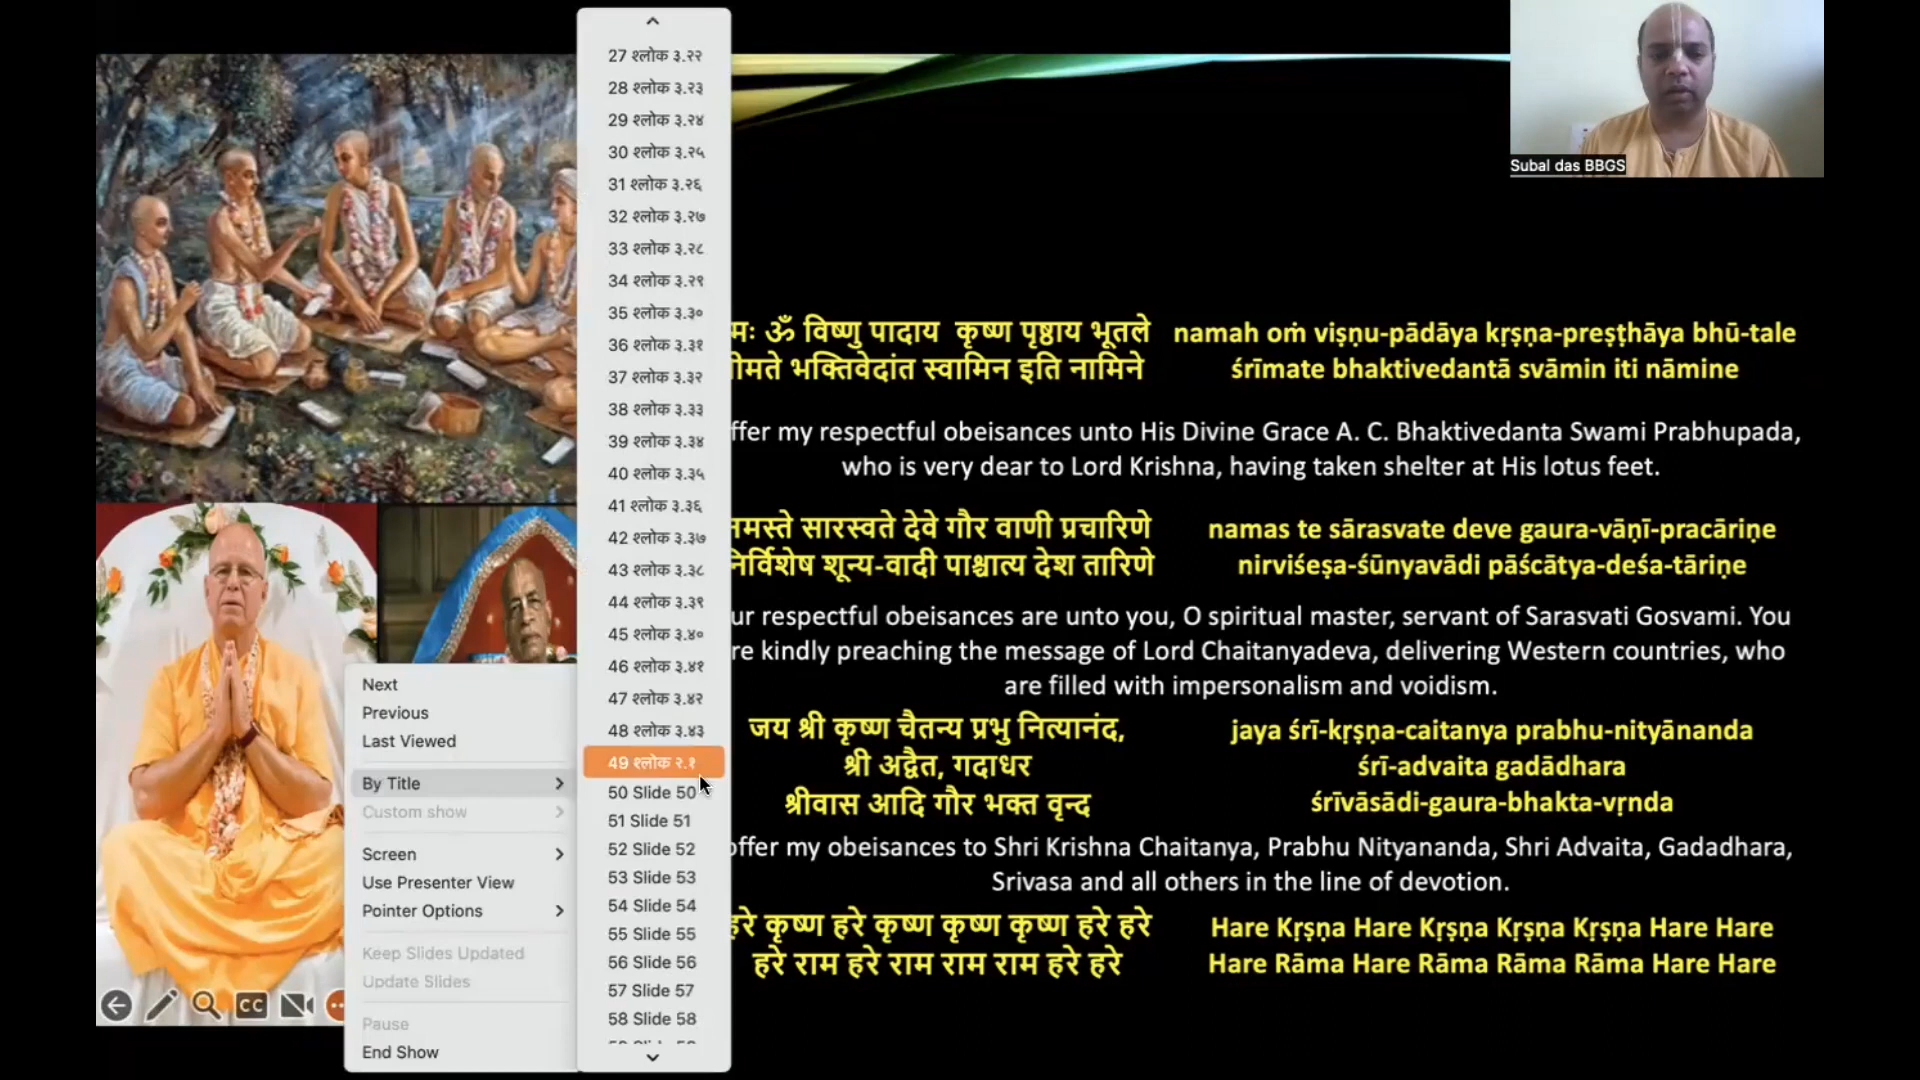 Subal das BBGS
27 श्लोक ३.२२
28 श्लोक ३.२३
29 श्लोक ३.२४
30 श्लोक ३.२५
31 श्लोक ३.२६
32 श्लोक ३.२७
33 श्लोक ३.२८
34 श्लोक ३.२९
35 श्लोक ३.३०
36 श्लोक ३.३१
37 श्लोक ३.३२
38 श्लोक ३.३३
39 श्लोक ३.३४
40 श्लोक ३.३५
41 श्लोक ३.३६
42 श्लोक ३.३७
43 श्लोक ३.३८
44 श्लोक ३.३९
45 श्लोक ३.४०
46 श्लोक ३.४१
47 श्लोक ३.४२
48 श्लोक ३.४३
49 श्लोक २.१
50 Slide 50
51 Slide 51
52 Slide 52
53 Slide 53
54 Slide 54
55 Slide 55
56 Slide 56
57 Slide 57
58 Slide 58
Next
Previous
Last Viewed
By Title
Custom show
Screen
Use Presenter View
Pointer Options
Keep Slides Updated
Update Slides
Pause
End Show
CC
ॐ विष्णु पादाय कृष्ण पृष्ठाय भूतले
भक्तिवेदांत स्वामिन इति नामिने
namah oṁ viṣṇu-pādāya kṛṣṇa-preṣṭhāya bhū-tale
śrīmate bhaktivedantā svāmin iti nāmine
my respectful obeisances unto His Divine Grace A. C. Bhaktivedanta Swami Prabhupada,
who is very dear to Lord Krishna, having taken shelter at His lotus feet.
सारस्वते देवे गौर वाणी प्रचारिणे
शून्य-वादी पाश्चात्य देश तारिणे
namas te sārasvate deve gaura-vāṇī-pracāriṇe
nirviśeṣa-śūnyavādi pāścātya-deśa-tāriṇe
respectful obeisances are unto you, O spiritual master, servant of Sarasvati Gosvami. You
kindly preaching the message of Lord Chaitanyadeva, delivering Western countries, who
are filled with impersonalism and voidism.
जय श्री कृष्ण चैतन्य प्रभु नित्यानंद,
श्री अद्वैत, गदाधर
श्रीवास आदि गौर भक्त वृन्द
jaya śrī-kṛṣṇa-caitanya prabhu-nityānanda
śrī-advaita gadādhara
śrīvāsādi-gaura-bhakta-vṛnda
offer my obeisances to Shri Krishna Chaitanya, Prabhu Nityananda, Shri Advaita, Gadadhara,
Srivasa and all others in the line of devotion.
हरे कृष्ण हरे कृष्ण कृष्ण कृष्ण हरे हरे
हरे राम हरे राम राम राम हरे हरे
Hare Kṛṣṇa Hare Kṛṣṇa Kṛṣṇa Kṛṣṇa Hare Hare
Hare Rāma Hare Rāma Rāma Rāma Hare Hare